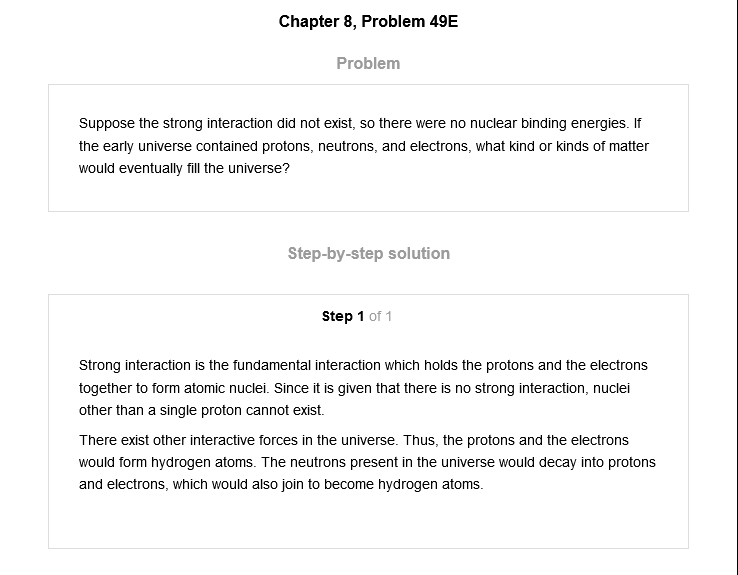 Chapter 8, Problem 49E
Problem
Suppose the strong interaction did not exist, so there were no nuclear binding energies. If
the early universe contained protons, neutrons, and electrons, what kind or kinds of matter
would eventually fill the universe?
Step-by-step solution
Step 1 of 1
Strong interaction is the fundamental interaction which holds the protons and the electrons
together to form atomic nuclei. Since it is given that there is no strong interaction, nuclei
other than a single proton cannot exist.
There exist other interactive forces in the universe. Thus, the protons and the electrons
would form hydrogen atoms. The neutrons present in the universe would decay into protons
and electrons, which would also join to become hydrogen atoms.